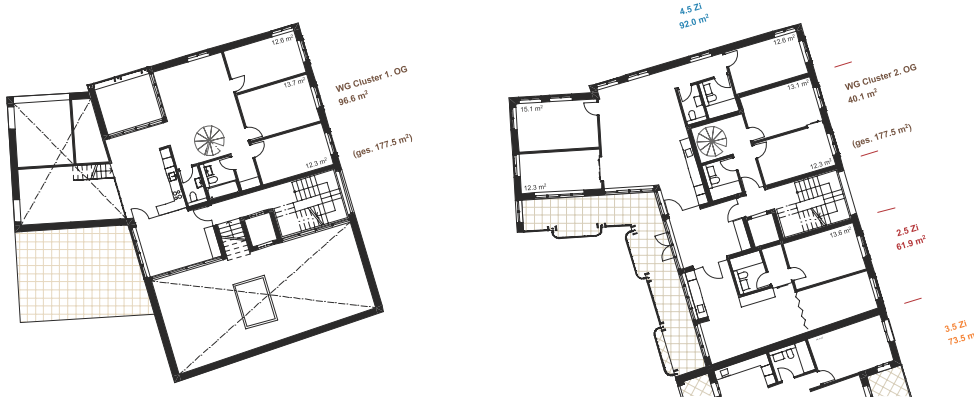 12.6 m²
13.7 m²
12.3 m²
WG Cluster 1. OG
96.6 m²
(ges. 177.5 m²)
4.5 Zi
92.0 m²
12.6 m²
15.1 m²
13.1 m²
12.3 m²
12.3 m²
WG Cluster 2. OG
40.1 m²
(ges. 177.5 m²)
13.6 m²
2.5 Zi
61.9 m²
3.5 Zi
73.5 m